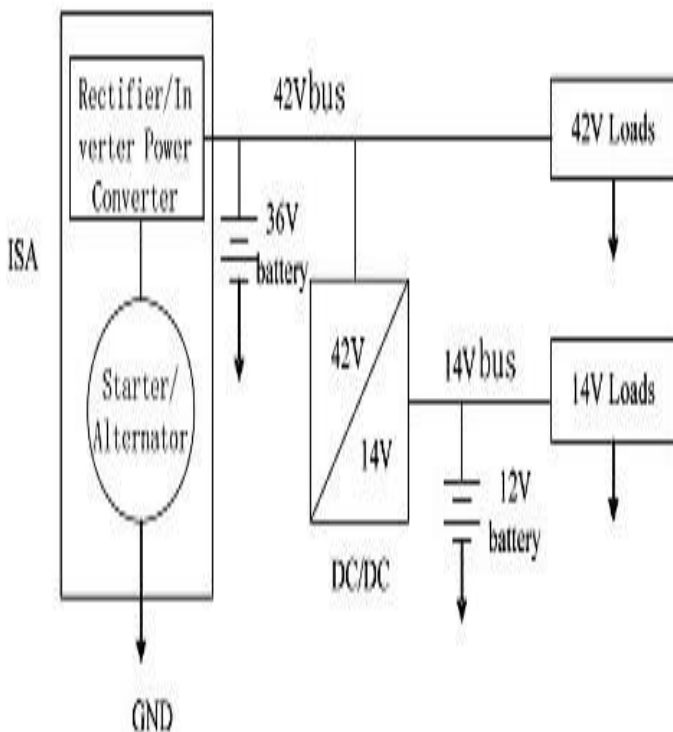 Rectifier/In
verter Power
Converter
42Vbus
42V Loads
ISA
36V
battery
Starter/
Alternator
42V
14V
14Vbus
14V Loads
12V
battery
DC/DC
GND